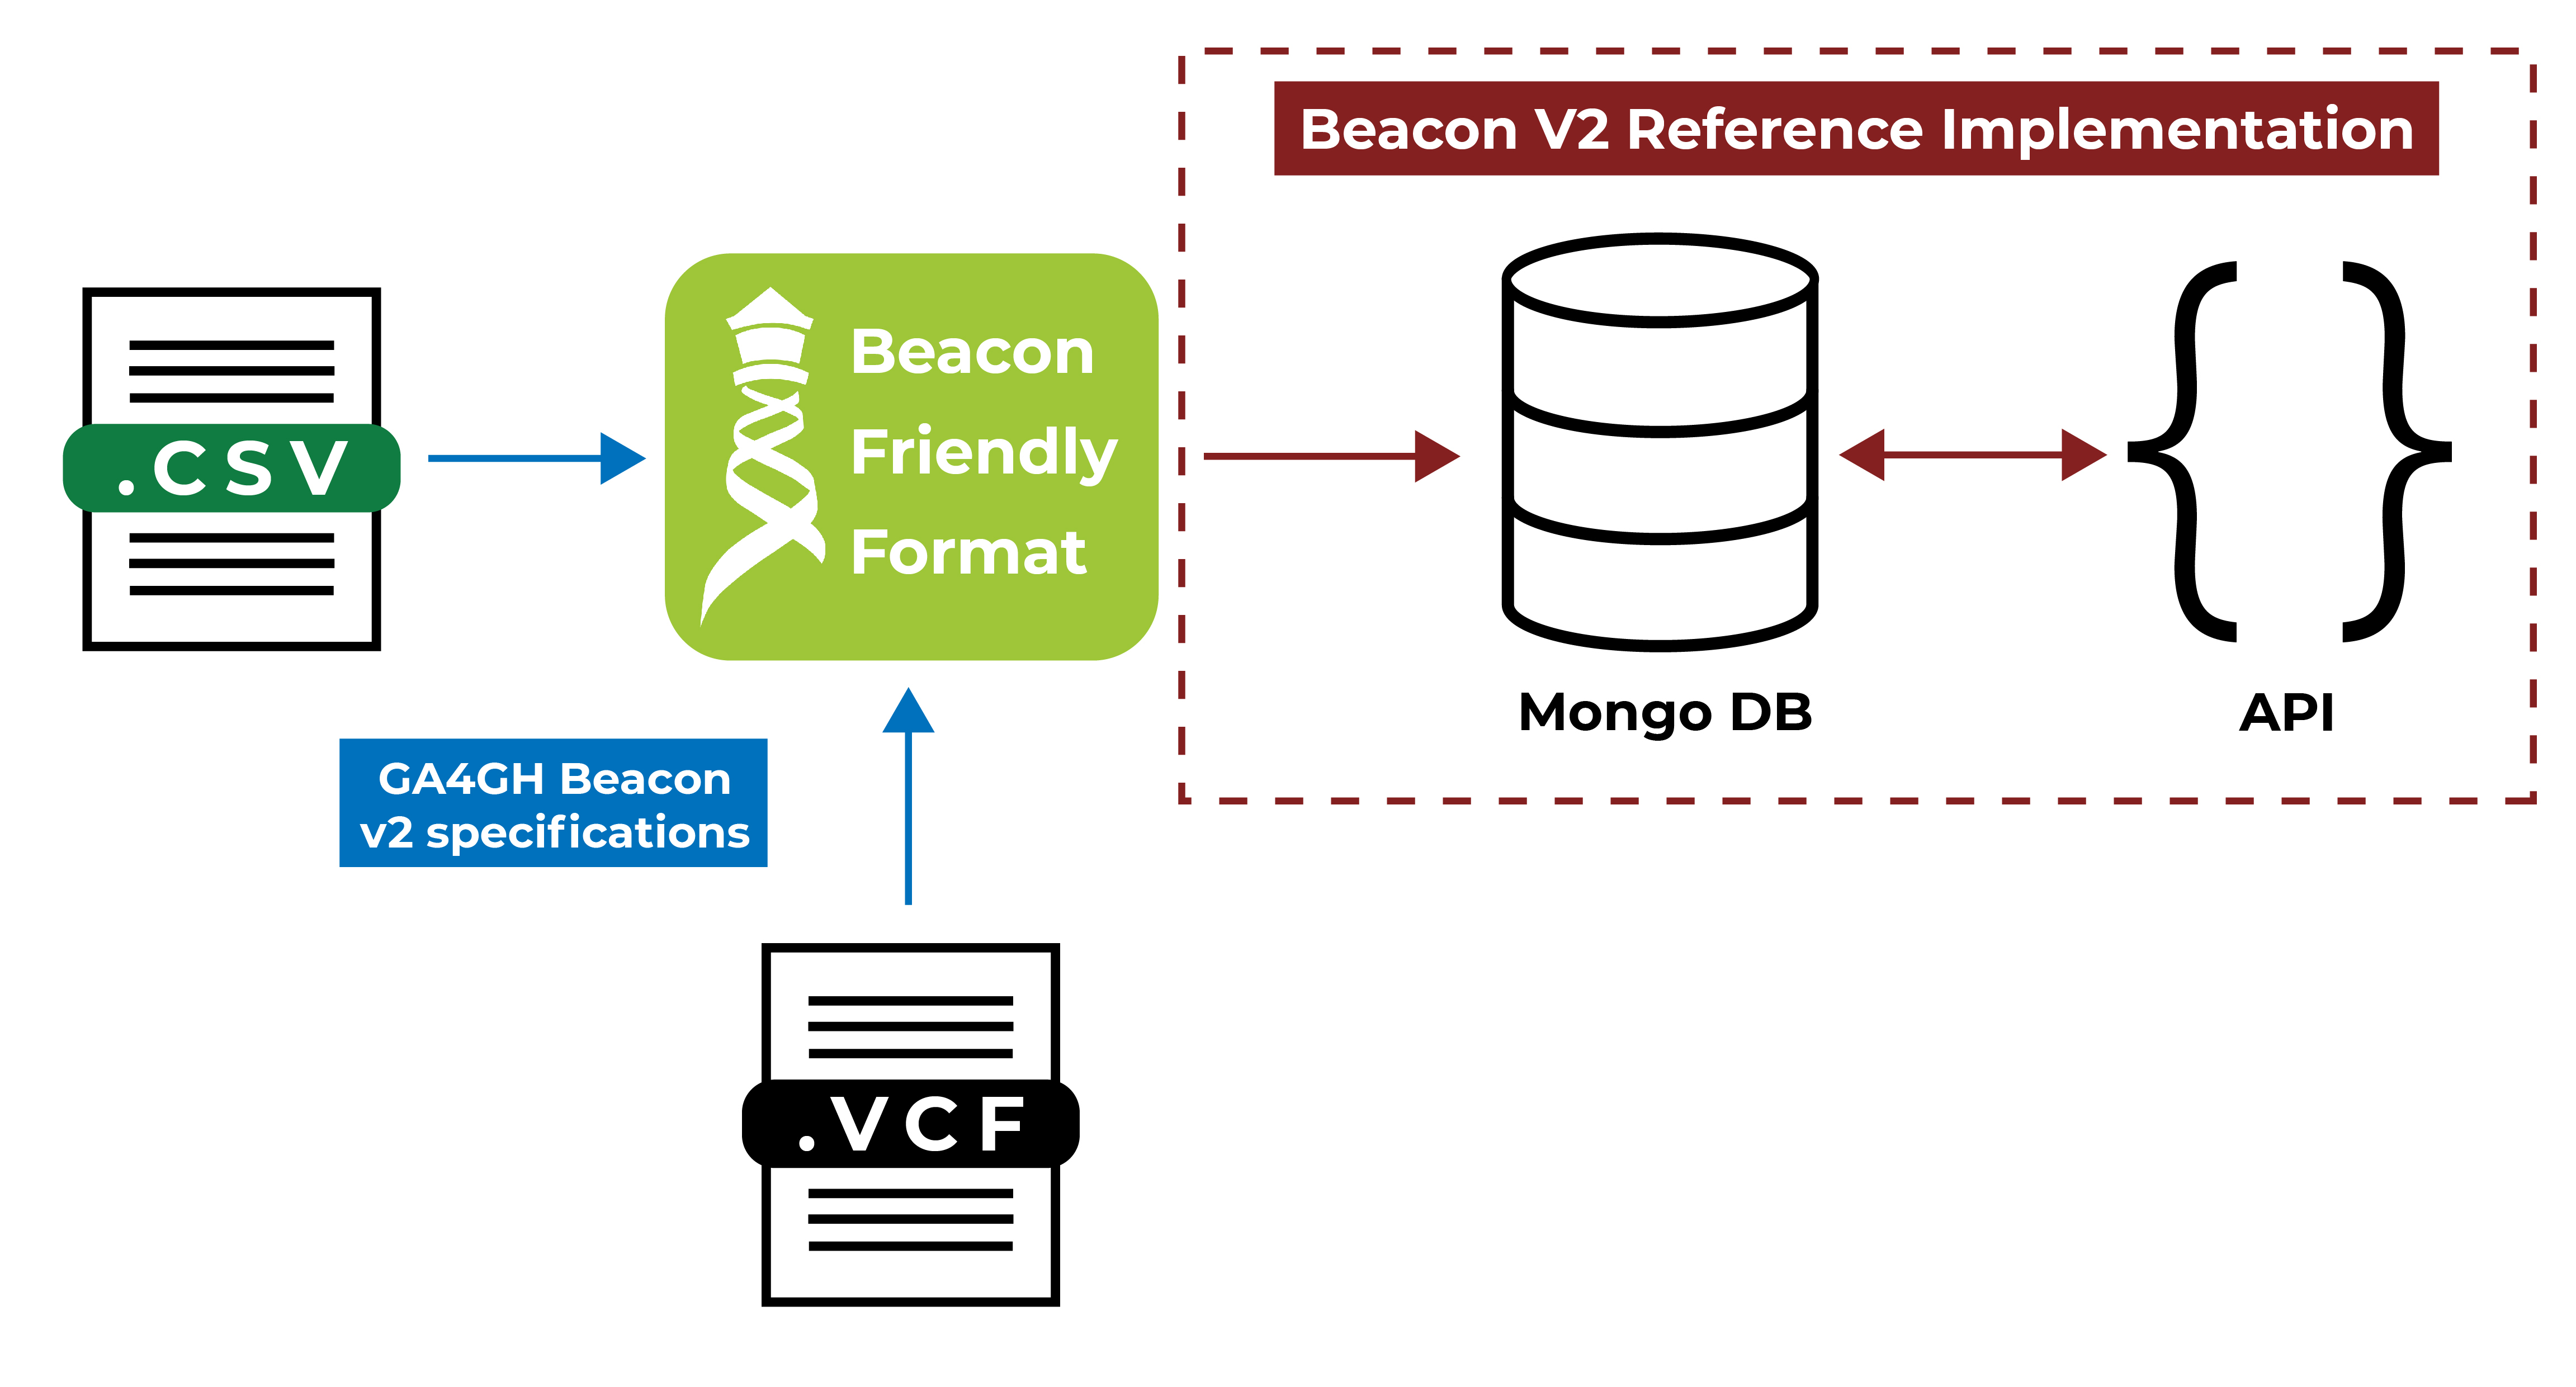 Beacon V2 Reference Implementation
.CSV
Beacon
Friendly
Format
Mongo DB
API
GA4GH Beacon
v2 specifications
.VCF